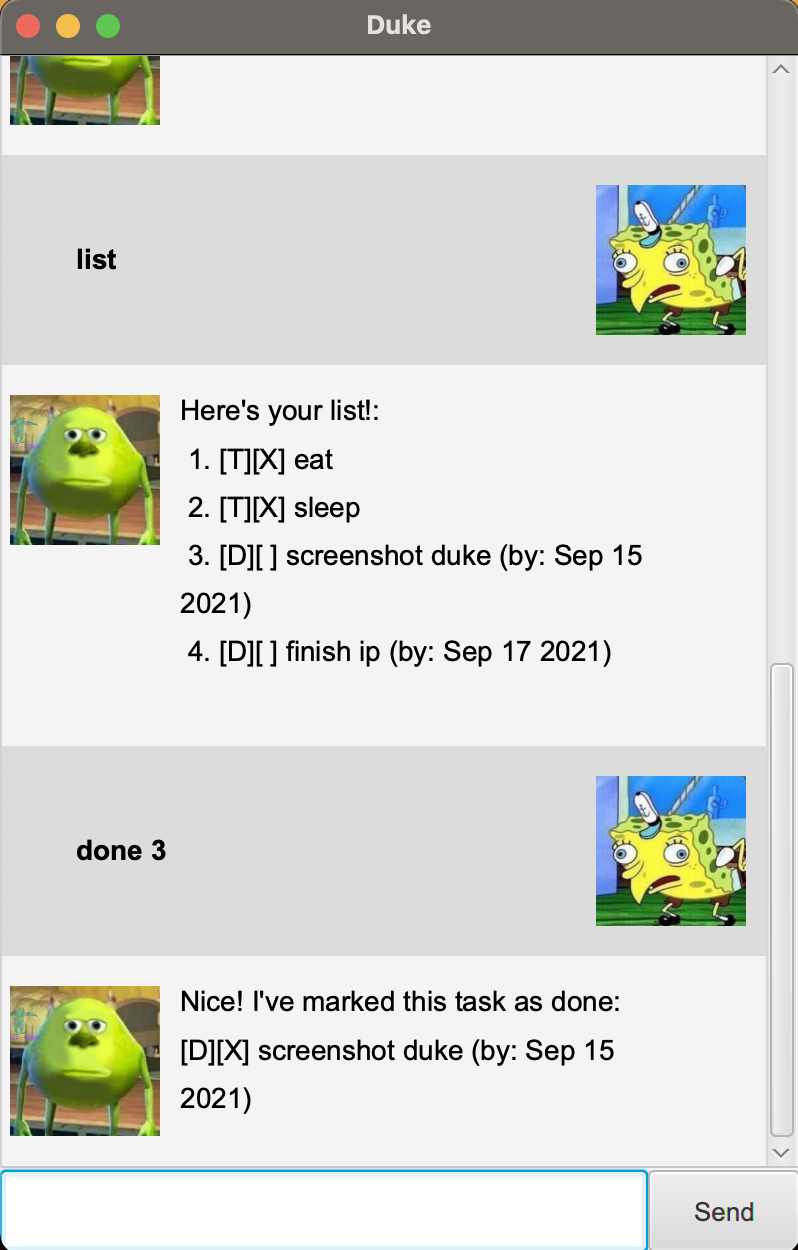 Duke
list
Here's your list!:
1. [T][X] eat
2. [T][X] sleep
3. [D][ ] screenshot duke (by: Sep 15
2021)
4. [D][ ] finish ip (by: Sep 17 2021)
done 3
Nice! I've marked this task as done:
[D][X] screenshot duke (by: Sep 15
2021)
Send